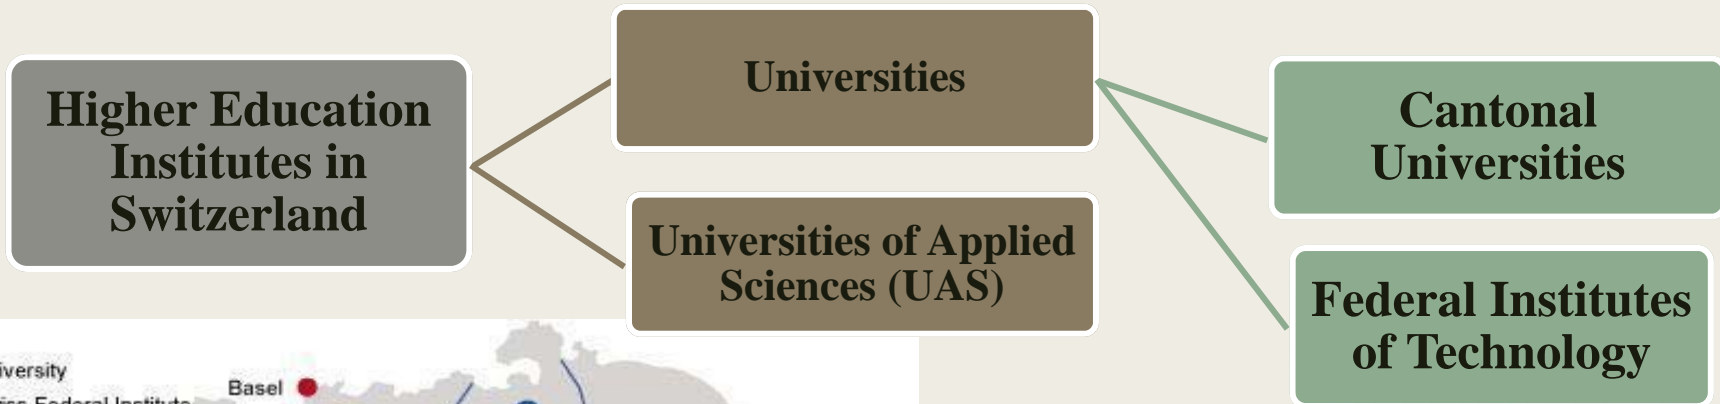 Higher Education
Institutes in
Switzerland
Universities
Universities of Applied
Sciences (UAS)
Cantonal
Universities
Federal Institutes
of Technology
Basel